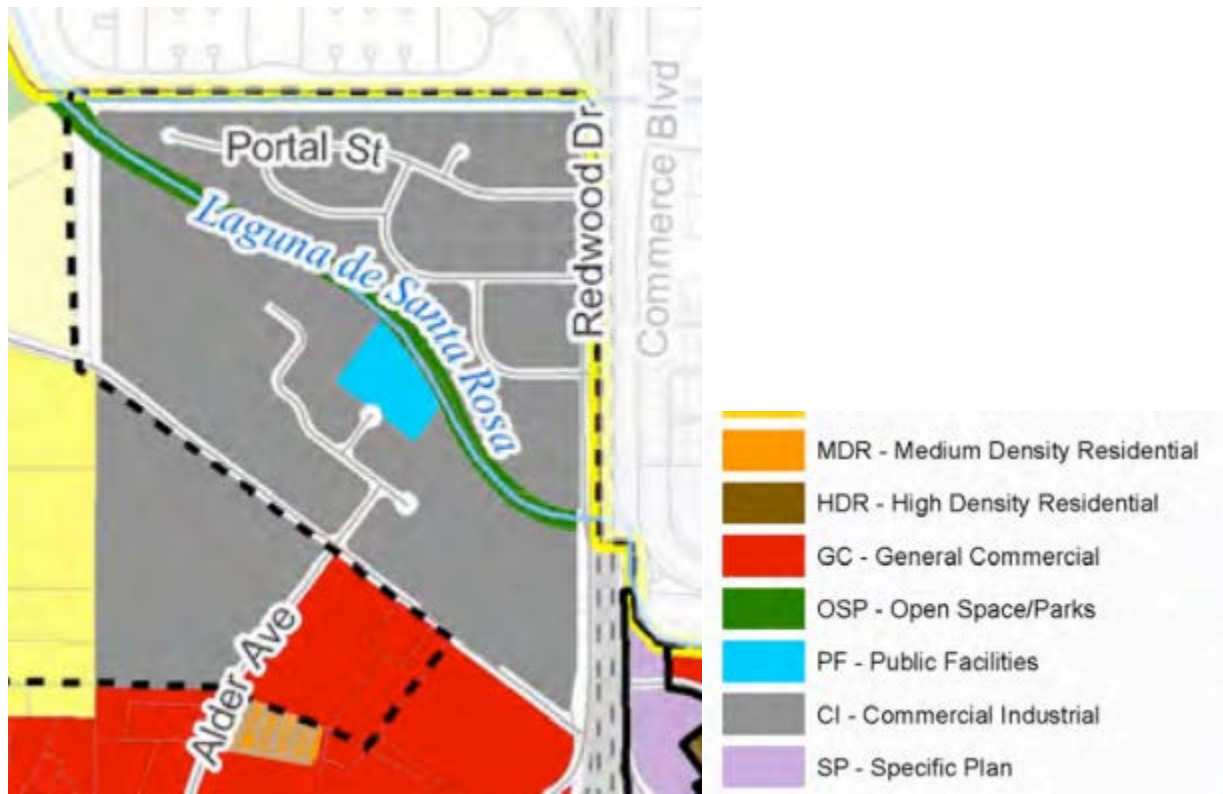 Portal St
Laguna de Santa Rosa
Redwood Dr
Commerce Blvd
Alder Ave
MDR - Medium Density Residential
HDR - High Density Residential
GC - General Commercial
OSP - Open Space/Parks
PF - Public Facilities
CI - Commercial Industrial
SP - Specific Plan